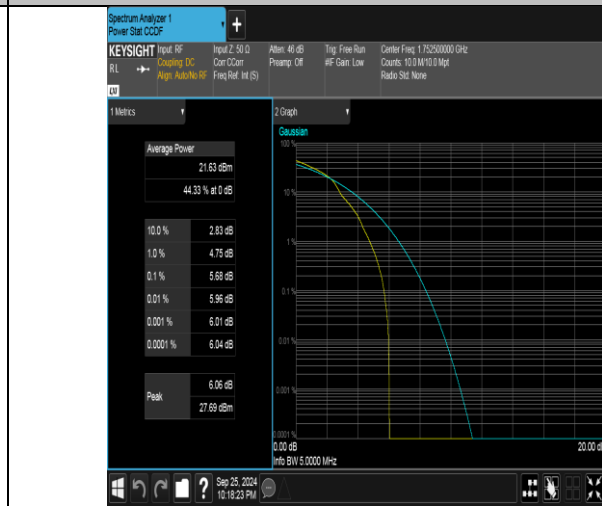 Spectrum Analyzer 1
Power Stat CCDF
+
KEYSIGHT Input: RF Input Z: 50 Ω Atten: 46 dB Trig: Free Run Center Freq: 1.752500000 GHz
Coupling: DC Corr CCorr Preamp: Off #IF Gain: Low Counts: 10.0 M/10.0 Mpt
RL Align: Auto/No RF Freq Ref: Int (S) Radio Std: None
1 Metrics
2 Graph
Gaussian
Average Power
21.63 dBm
44.33 % at 0 dB
10.0 % 2.83 dB
1.0 % 4.75 dB
0.1 % 5.68 dB
0.01 % 5.96 dB
0.001 % 6.01 dB
0.0001 % 6.04 dB
Peak
6.06 dB
27.69 dBm
100 %
10 %
1 %
0.1 %
0.01 %
0.001 %
0.0001 %
0.00 dB
Info BW 5.0000 MHz
? Sep 25, 2024
10:18:23 PM